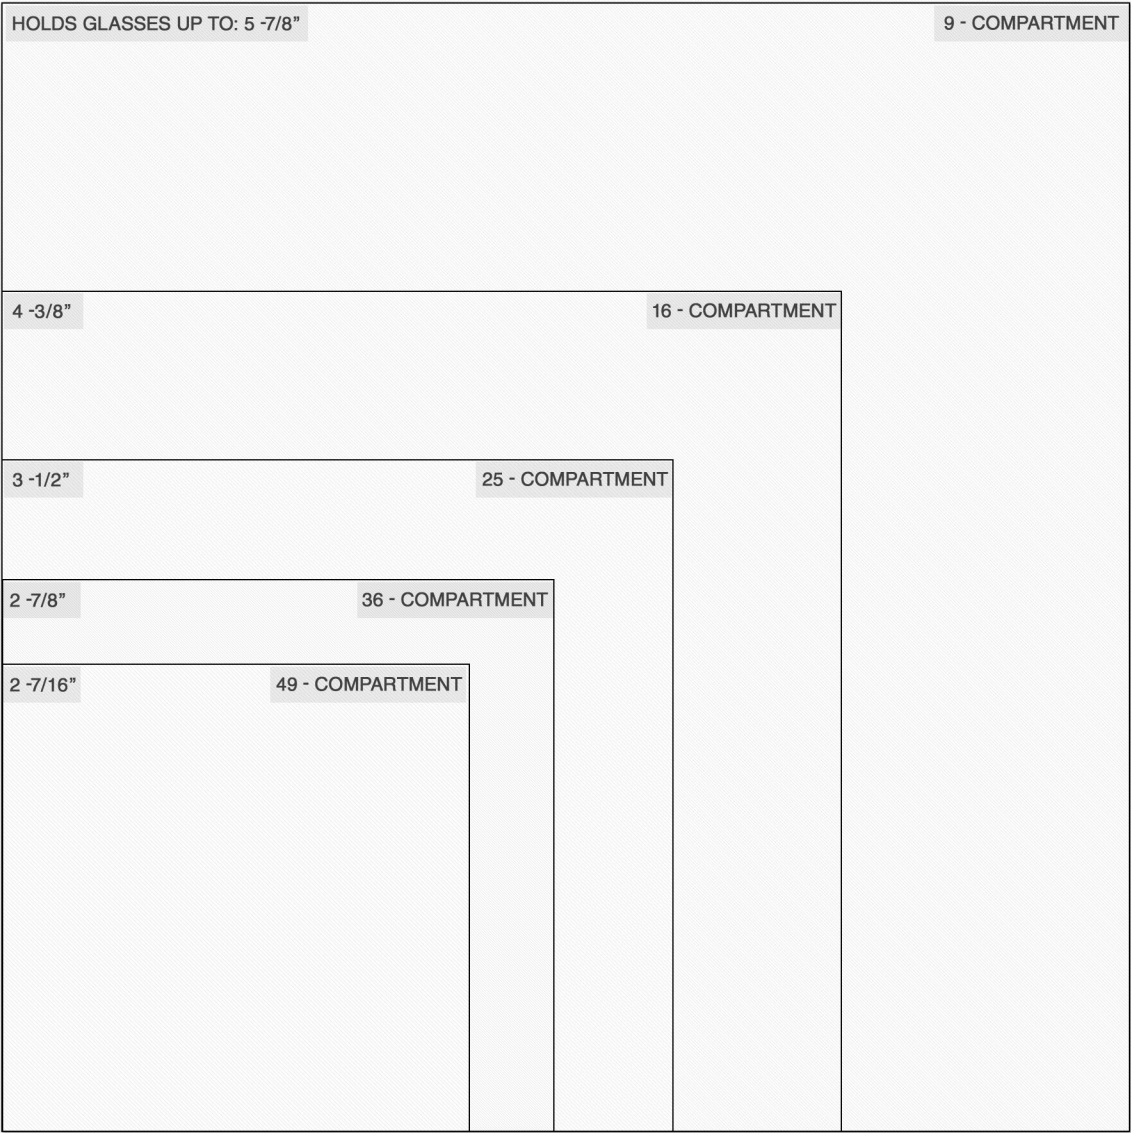 HOLDS GLASSES UP TO: 5 -7/8” 9 - COMPARTMENT
4 -3/8” 16 - COMPARTMENT
3 -1/2” 25 - COMPARTMENT
2 -7/8” 36 - COMPARTMENT
2 -7/16” 49 - COMPARTMENT